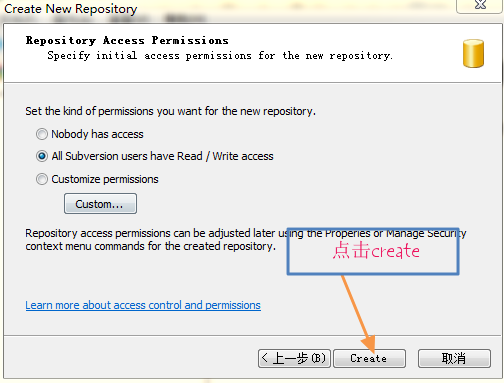 Create New Repository
Repository Access Permissions
Specify initial access permissions for the new repository.
Set the kind of permissions you want for the new repository.
Nobody has access
All Subversion users have Read / Write access
Customize permissions
Custom...
Repository access permissions can be adjusted later using the Properies or Manage Security
context menu commands for the created repository.
点击create
Learn more about access control and permissions
< 上一步(B)
Create
取消